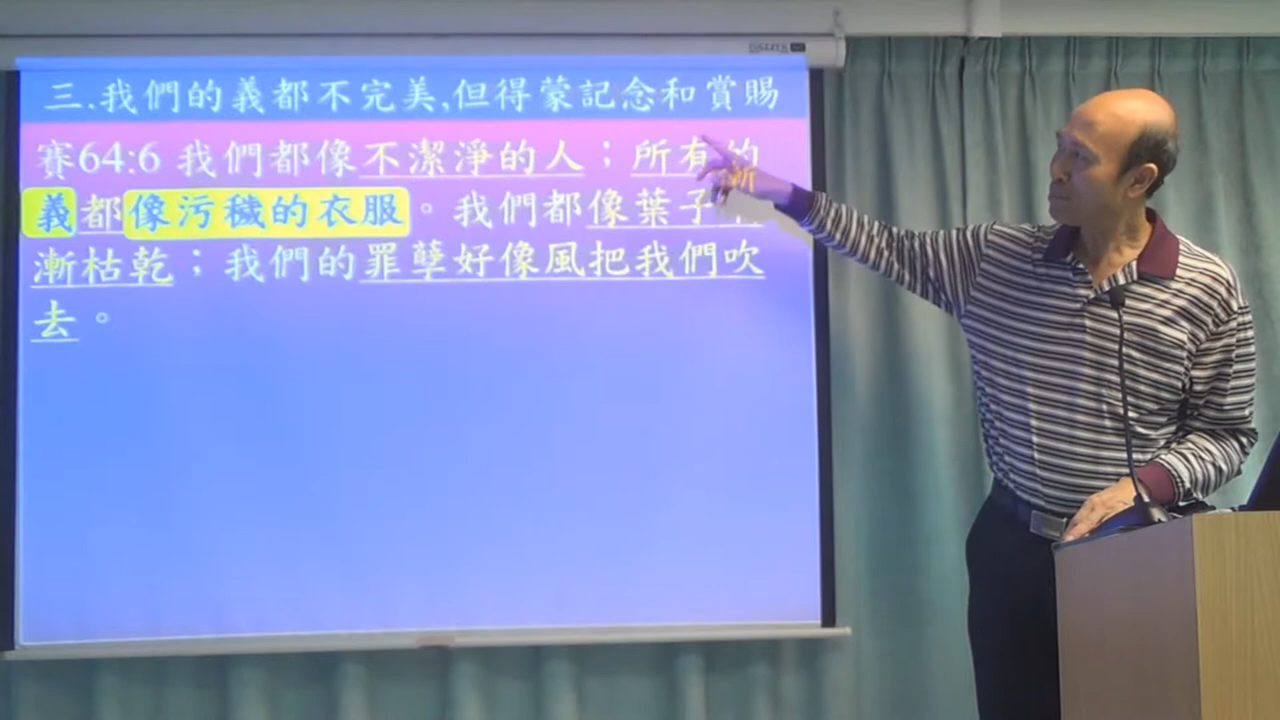 三.我們的義都不完美,但得蒙記念和賞賜
賽64:6 我們都像不潔淨的人；所有的
義都像污穢的衣服。我們都像葉子漸
漸枯乾；我們的罪孽好像風把我們吹
去。